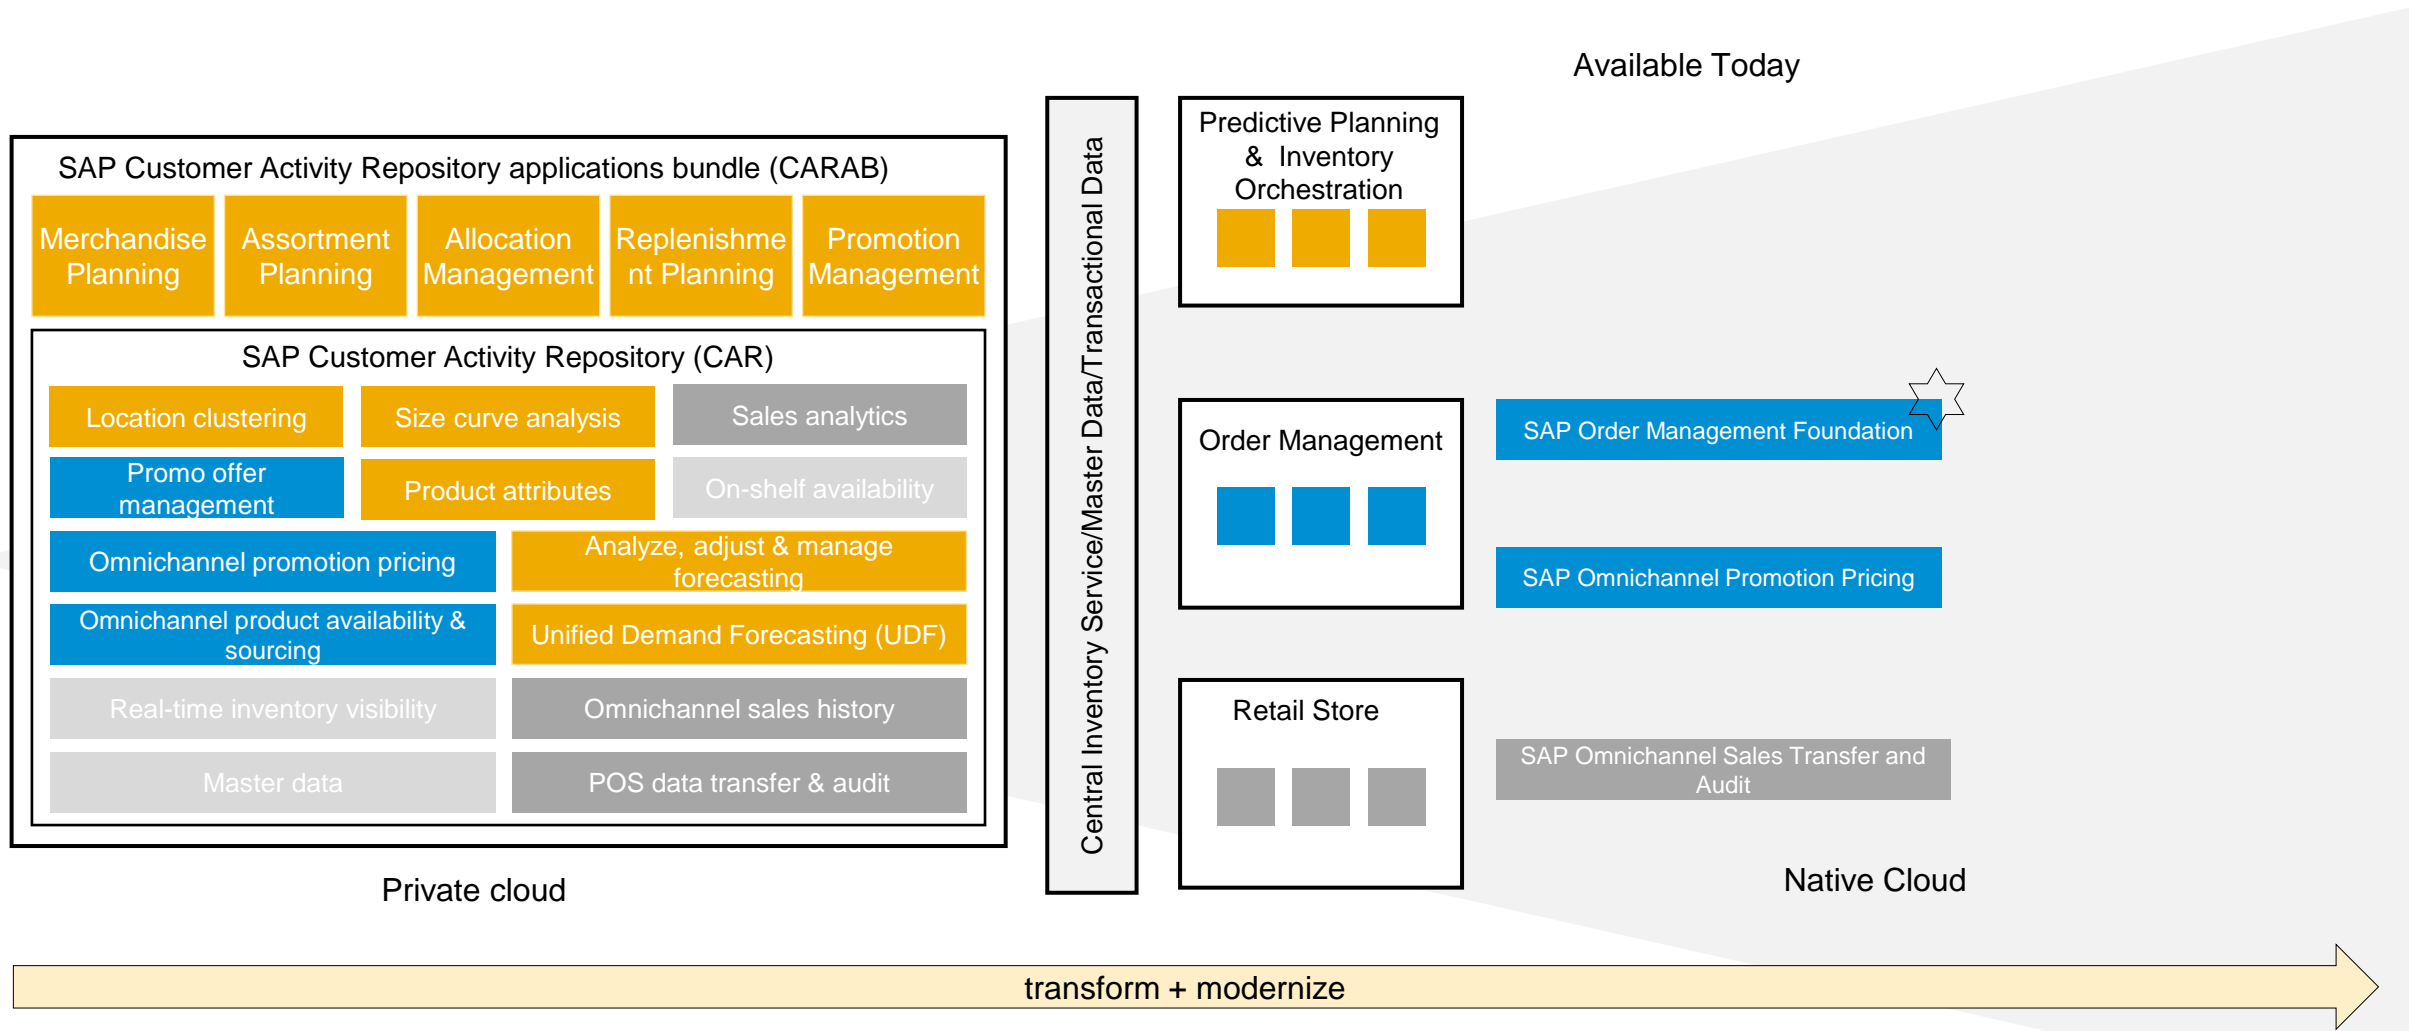 Available Today
SAP Customer Activity Repository applications bundle (CARAB)
Merchandise
Planning
Assortment
Planning
Allocation
Management
Replenishme
nt Planning
Promotion
Management
SAP Customer Activity Repository (CAR)
Location clustering
Size curve analysis
Sales analytics
Promo offer
management
Product attributes
On-shelf availability
Omnichannel promotion pricing
Analyze, adjust & manage
forecasting
Omnichannel product availability &
sourcing
Unified Demand Forecasting (UDF)
Real-time inventory visibility
Omnichannel sales history
Master data
POS data transfer & audit
Private cloud
Central Inventory Service/Master Data/Transactional Data
Predictive Planning
& Inventory
Orchestration
Order Management
SAP Order Management Foundation
SAP Omnichannel Promotion Pricing
Retail Store
SAP Omnichannel Sales Transfer and
Audit
Native Cloud
transform + modernize